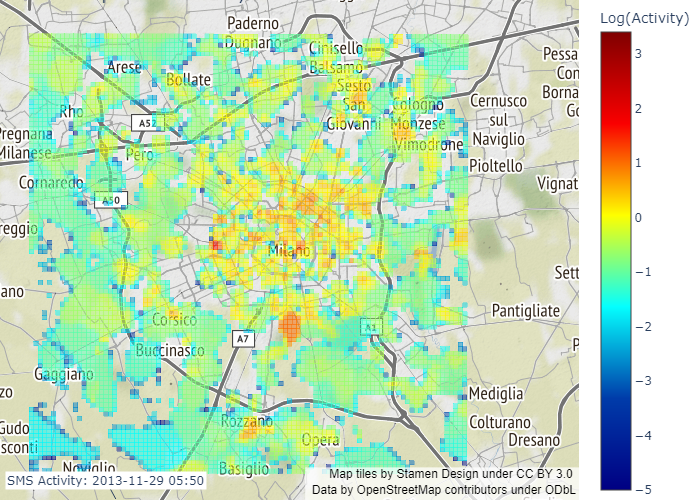 Log(Activity)
3
2
1
0
−1
−2
−3
−4
−5
Paderno
Dugnano
Cinisello
Balsamo
Arese
Bollate
Sesto
San
Giovanni
Cologno
Monzese
Cernusco
sul
Naviglio
Rho
A52
Pero
Vimodrone
Pioltello
Pregnana
Milanese
Cornaredo
A50
Vignat
reggio
Milano
Sett
ano
Pantigliate
Corsico
A7
A1
Buccinasco
Gaggiano
Mediglia
Rozzano
Opera
Colturano
Dresano
Gudo
sconti
Noviglio
Basiglio
Pessa
Con
Borna
Go
zo
P
SMS Activity: 2013-11-29 05:50
Map tiles by Stamen Design under CC BY 3.0
Data by OpenStreetMap contributors under ODbL